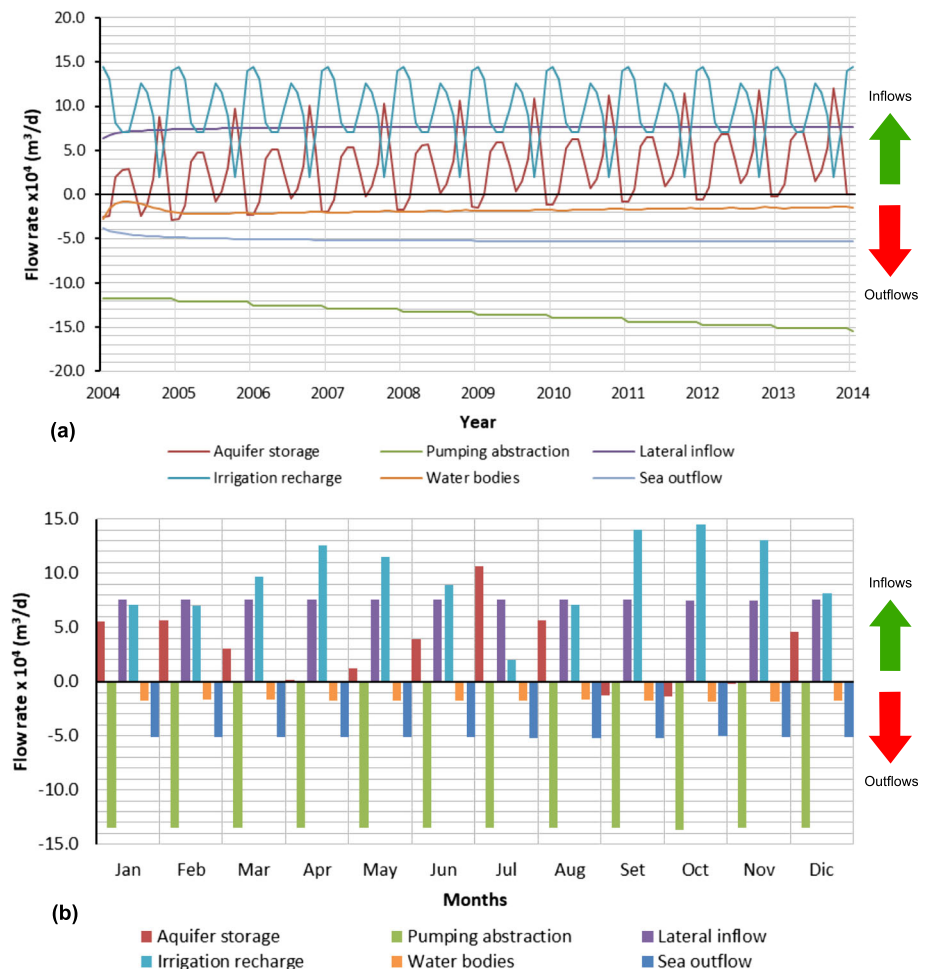 20.0
15.0
10.0
5.0
0.0
-5.0
-10.0
-15.0
-20.0
Flow rate x10⁴ (m³/d)
2004 2005 2006 2007 2008 2009 2010 2011 2012 2013 2014
Year
Inflows
Outflows
(a)
Aquifer storage Pumping abstraction Lateral inflow
Irrigation recharge Water bodies Sea outflow
15.0
10.0
5.0
0.0
-5.0
-10.0
-15.0
Flow rate x 10⁴ (m³/d)
Jan Feb Mar Apr May Jun Jul Aug Set Oct Nov Dic
Months
Inflows
Outflows
(b)
Aquifer storage Pumping abstraction Lateral inflow
Irrigation recharge Water bodies Sea outflow